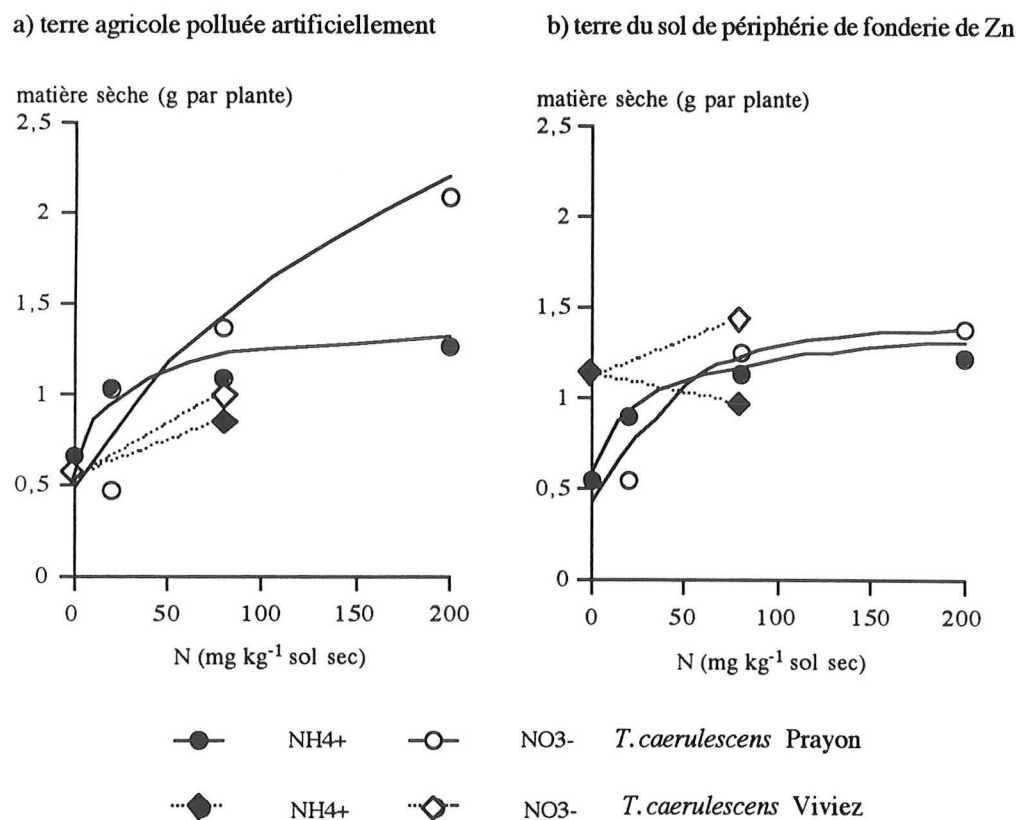 a) terre agricole polluée artificiellement
b) terre du sol de périphérie de fonderie de Zn
matière sèche (g par plante)
2,5
2
1,5
1
0,5
0
0
50
100
150
200
N (mg kg-1 sol sec)
matière sèche (g par plante)
2,5
2
1,5
1
0,5
0
0
50
100
150
200
N (mg kg-1 sol sec)
NH4+ NO3- T.caerulescens Prayon
NH4+ NO3- T.caerulescens Viviez